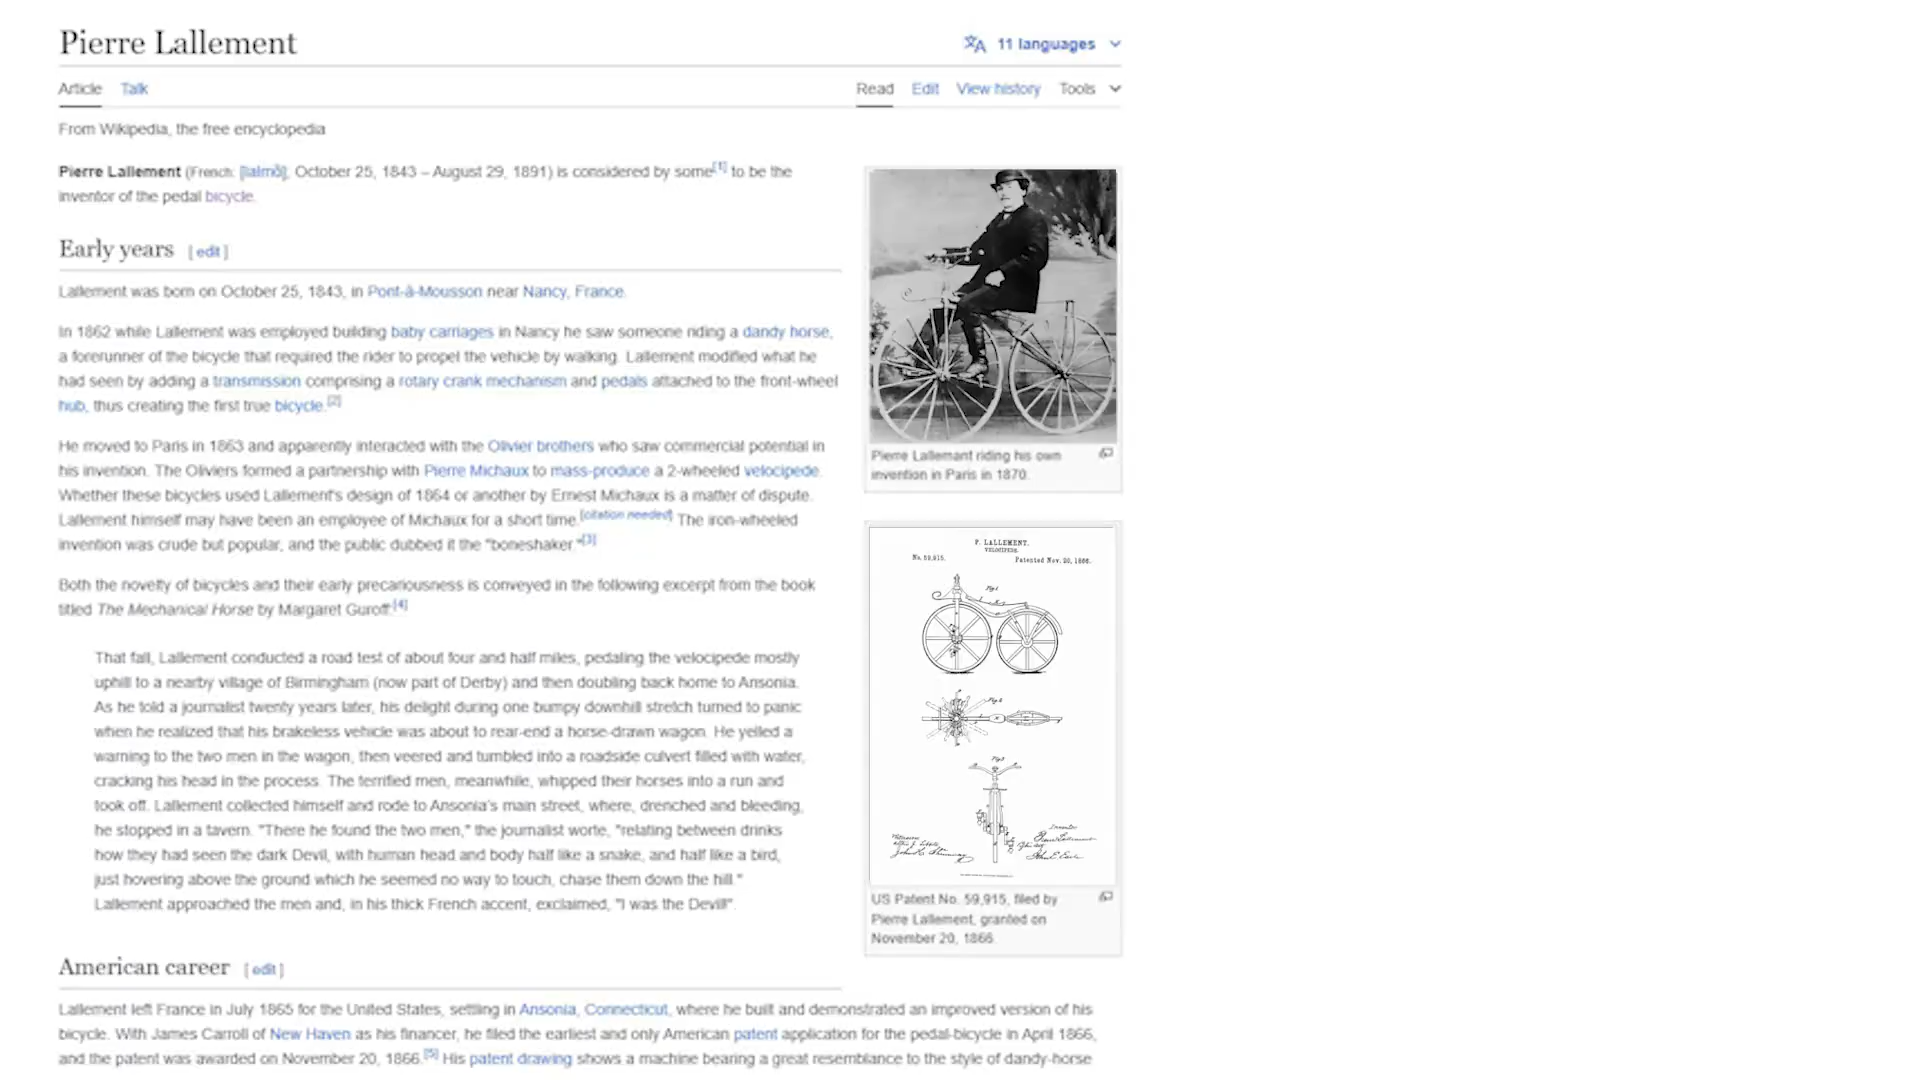 Pierre Lallement
11 languages
Article Talk
Read Edit View history Tools
From Wikipedia, the free encyclopedia
Pierre Lallement (French: [lalmɑ̃], October 25, 1843 – August 29, 1891) is considered by some[1] to be the
inventor of the pedal bicycle.
Early years [ edit ]
Lallement was born on October 25, 1843, in Pont-à-Mousson near Nancy, France.
In 1862 while Lallement was employed building baby carriages in Nancy he saw someone riding a dandy horse,
a forerunner of the bicycle that required the rider to propel the vehicle by walking. Lallement modified what he
had seen by adding a transmission comprising a rotary crank mechanism and pedals attached to the front-wheel
hub, thus creating the first true bicycle.[2]
He moved to Paris in 1863 and apparently interacted with the Olivier brothers who saw commercial potential in
his invention. The Oliviers formed a partnership with Pierre Michaux to mass-produce a 2-wheeled velocipede.
Whether these bicycles used Lallement's design of 1864 or another by Ernest Michaux is a matter of dispute.
Lallement himself may have been an employee of Michaux for a short time.[citation needed] The iron-wheeled
invention was crude but popular, and the public dubbed it the "boneshaker."[3]
Both the novelty of bicycles and their early precariousness is conveyed in the following excerpt from the book
titled The Mechanical Horse by Margaret Guroff:[4]
That fall, Lallement conducted a road test of about four and half miles, pedaling the velocipede mostly
uphill to a nearby village of Birmingham (now part of Derby) and then doubling back home to Ansonia.
As he told a journalist twenty years later, his delight during one bumpy downhill stretch turned to panic
when he realized that his brakeless vehicle was about to rear-end a horse-drawn wagon. He yelled a
warning to the two men in the wagon, then veered and tumbled into a roadside culvert filled with water,
cracking his head in the process. The terrified men, meanwhile, whipped their horses into a run and
took off. Lallement collected himself and rode to Ansonia's main street, where, drenched and bleeding,
he stopped in a tavern. "There he found the two men," the journalist worte, "relating between drinks
how they had seen the dark Devil, with human head and body half like a snake, and half like a bird,
just hovering above the ground which he seemed no way to touch, chase them down the hill."
Lallement approached the men and, in his thick French accent, exclaimed, "I was the Devil!".
American career [ edit ]
Lallement left France in July 1865 for the United States, settling in Ansonia, Connecticut, where he built and demonstrated an improved version of his
bicycle. With James Carroll of New Haven as his financer, he filed the earliest and only American patent application for the pedal-bicycle in April 1866,
and the patent was awarded on November 20, 1866.[5] His patent drawing shows a machine bearing a great resemblance to the style of dandy-horse
Pierre Lallemant riding his own
invention in Paris in 1870.
P. LALLEMENT.
VELOCIPEDE.
No. 59,915. Patented Nov. 20, 1866.
Fig 1
Fig 2
Fig 3
US Patent No. 59,915, filed by
Pierre Lallement, granted on
November 20, 1866.